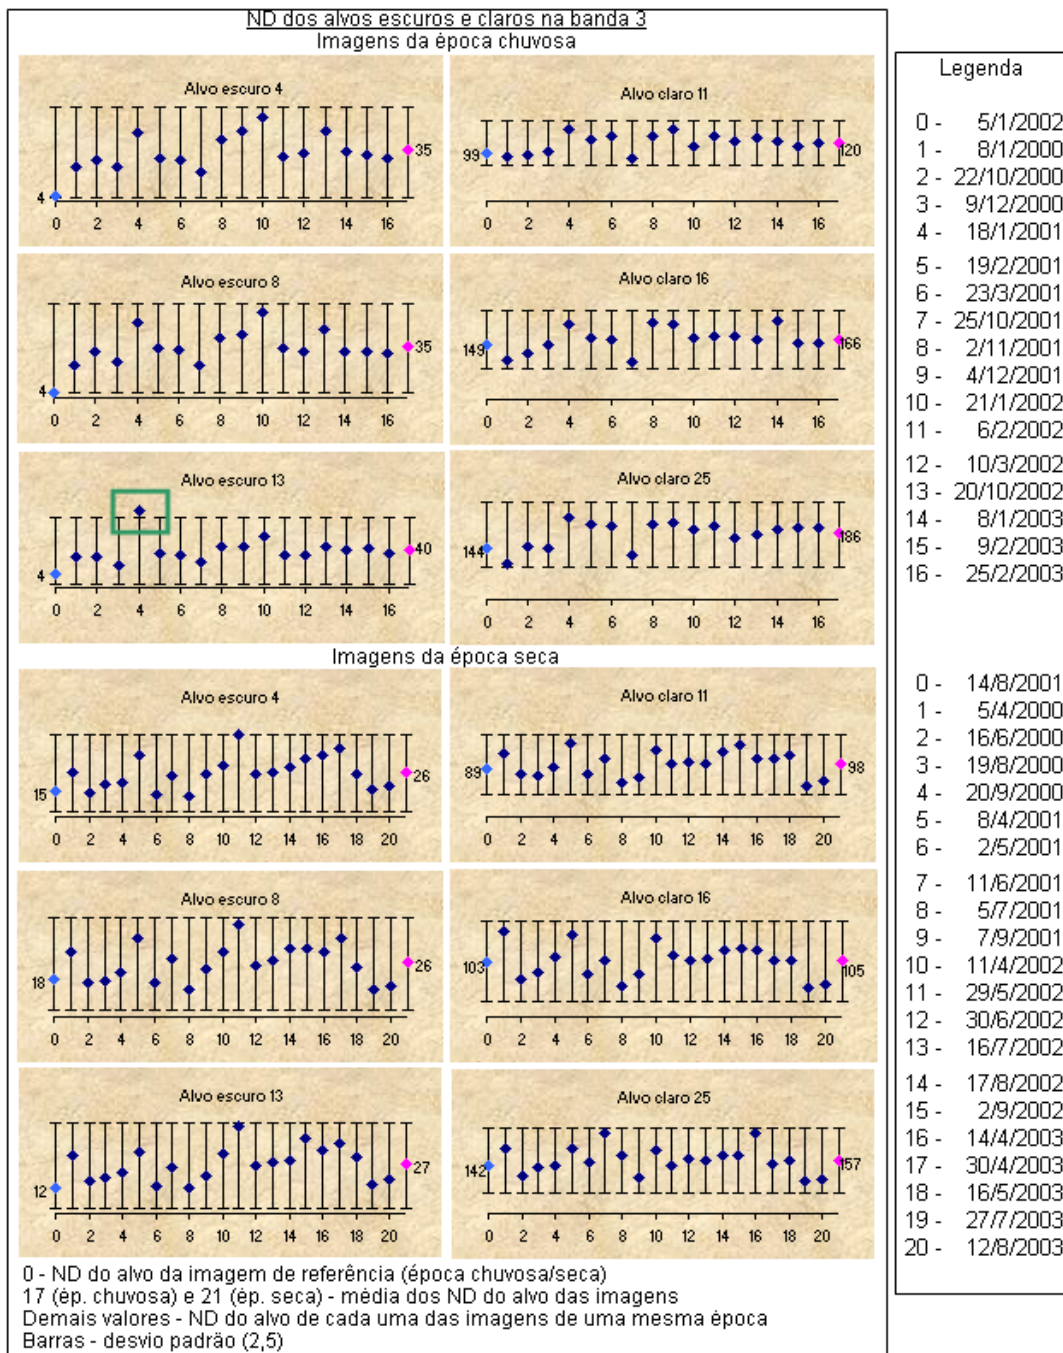 ND dos alvos escuros e claros na banda 3
Imagens da época chuvosa
Alvo escuro 4
4
35
0 2 4 6 8 10 12 14 16
Alvo claro 11
99
120
0 2 4 6 8 10 12 14 16
Alvo escuro 8
4
35
0 2 4 6 8 10 12 14 16
Alvo claro 16
149
166
0 2 4 6 8 10 12 14 16
Alvo escuro 13
4
40
0 2 4 6 8 10 12 14 16
Alvo claro 25
144
186
0 2 4 6 8 10 12 14 16
Imagens da época seca
Alvo escuro 4
15
26
0 2 4 6 8 10 12 14 16 18 20
Alvo claro 11
89
98
0 2 4 6 8 10 12 14 16 18 20
Alvo escuro 8
18
26
0 2 4 6 8 10 12 14 16 18 20
Alvo claro 16
103
105
0 2 4 6 8 10 12 14 16 18 20
Alvo escuro 13
12
27
0 2 4 6 8 10 12 14 16 18 20
Alvo claro 25
142
157
0 2 4 6 8 10 12 14 16 18 20
0 - ND do alvo da imagem de referência (época chuvosa/seca)
17 (ép. chuvosa) e 21 (ép. seca) - média dos ND do alvo das imagens
Demais valores - ND do alvo de cada uma das imagens de uma mesma época
Barras - desvio padrão (2,5)
Legenda
0 - 5/1/2002
1 - 8/1/2000
2 - 22/10/2000
3 - 9/12/2000
4 - 18/1/2001
5 - 19/2/2001
6 - 23/3/2001
7 - 25/10/2001
8 - 2/11/2001
9 - 4/12/2001
10 - 21/1/2002
11 - 6/2/2002
12 - 10/3/2002
13 - 20/10/2002
14 - 8/1/2003
15 - 9/2/2003
16 - 25/2/2003
0 - 14/8/2001
1 - 5/4/2000
2 - 16/6/2000
3 - 19/8/2000
4 - 20/9/2000
5 - 8/4/2001
6 - 2/5/2001
7 - 11/6/2001
8 - 5/7/2001
9 - 7/9/2001
10 - 11/4/2002
11 - 29/5/2002
12 - 30/6/2002
13 - 16/7/2002
14 - 17/8/2002
15 - 2/9/2002
16 - 14/4/2003
17 - 30/4/2003
18 - 16/5/2003
19 - 27/7/2003
20 - 12/8/2003